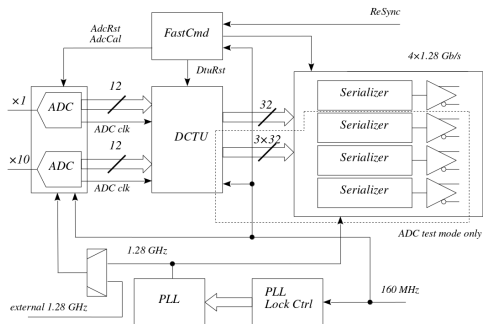 ReSync
AdcRst
AdcCal
FastCmd
DtuRst
4×1.28 Gb/s
×1
ADC
12
ADC clk
DCTU
32
3×32
Serializer
Serializer
Serializer
Serializer
×10
ADC
12
ADC clk
ADC test mode only
1.28 GHz
external 1.28 GHz
PLL
PLL
Lock Ctrl
160 MHz